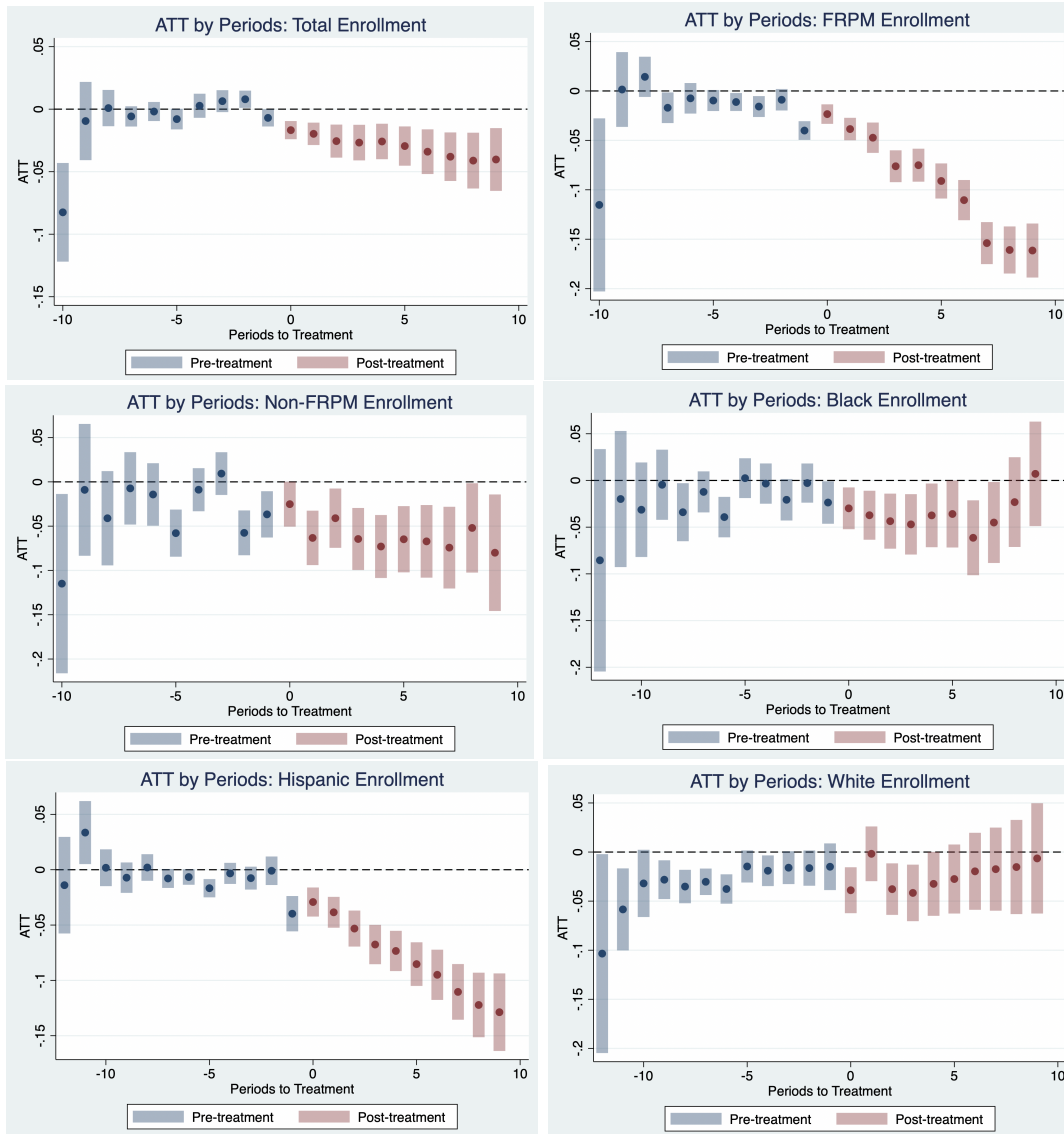 ATT by Periods: Total Enrollment
.05
0
-.05
-.1
-.15
ATT
-10 -5 0 5 10
Periods to Treatment
Pre-treatment Post-treatment
ATT by Periods: FRPM Enrollment
.05
0
-.05
-.1
-.15
-.2
ATT
-10 -5 0 5 10
Periods to Treatment
Pre-treatment Post-treatment
ATT by Periods: Non-FRPM Enrollment
.05
0
-.05
-.1
-.15
-.2
ATT
-10 -5 0 5 10
Periods to Treatment
Pre-treatment Post-treatment
ATT by Periods: Black Enrollment
.05
0
-.05
-.1
-.15
-.2
ATT
-10 -5 0 5 10
Periods to Treatment
Pre-treatment Post-treatment
ATT by Periods: Hispanic Enrollment
.05
0
-.05
-.1
-.15
ATT
-10 -5 0 5 10
Periods to Treatment
Pre-treatment Post-treatment
ATT by Periods: White Enrollment
.05
0
-.05
-.1
-.15
-.2
ATT
-10 -5 0 5 10
Periods to Treatment
Pre-treatment Post-treatment